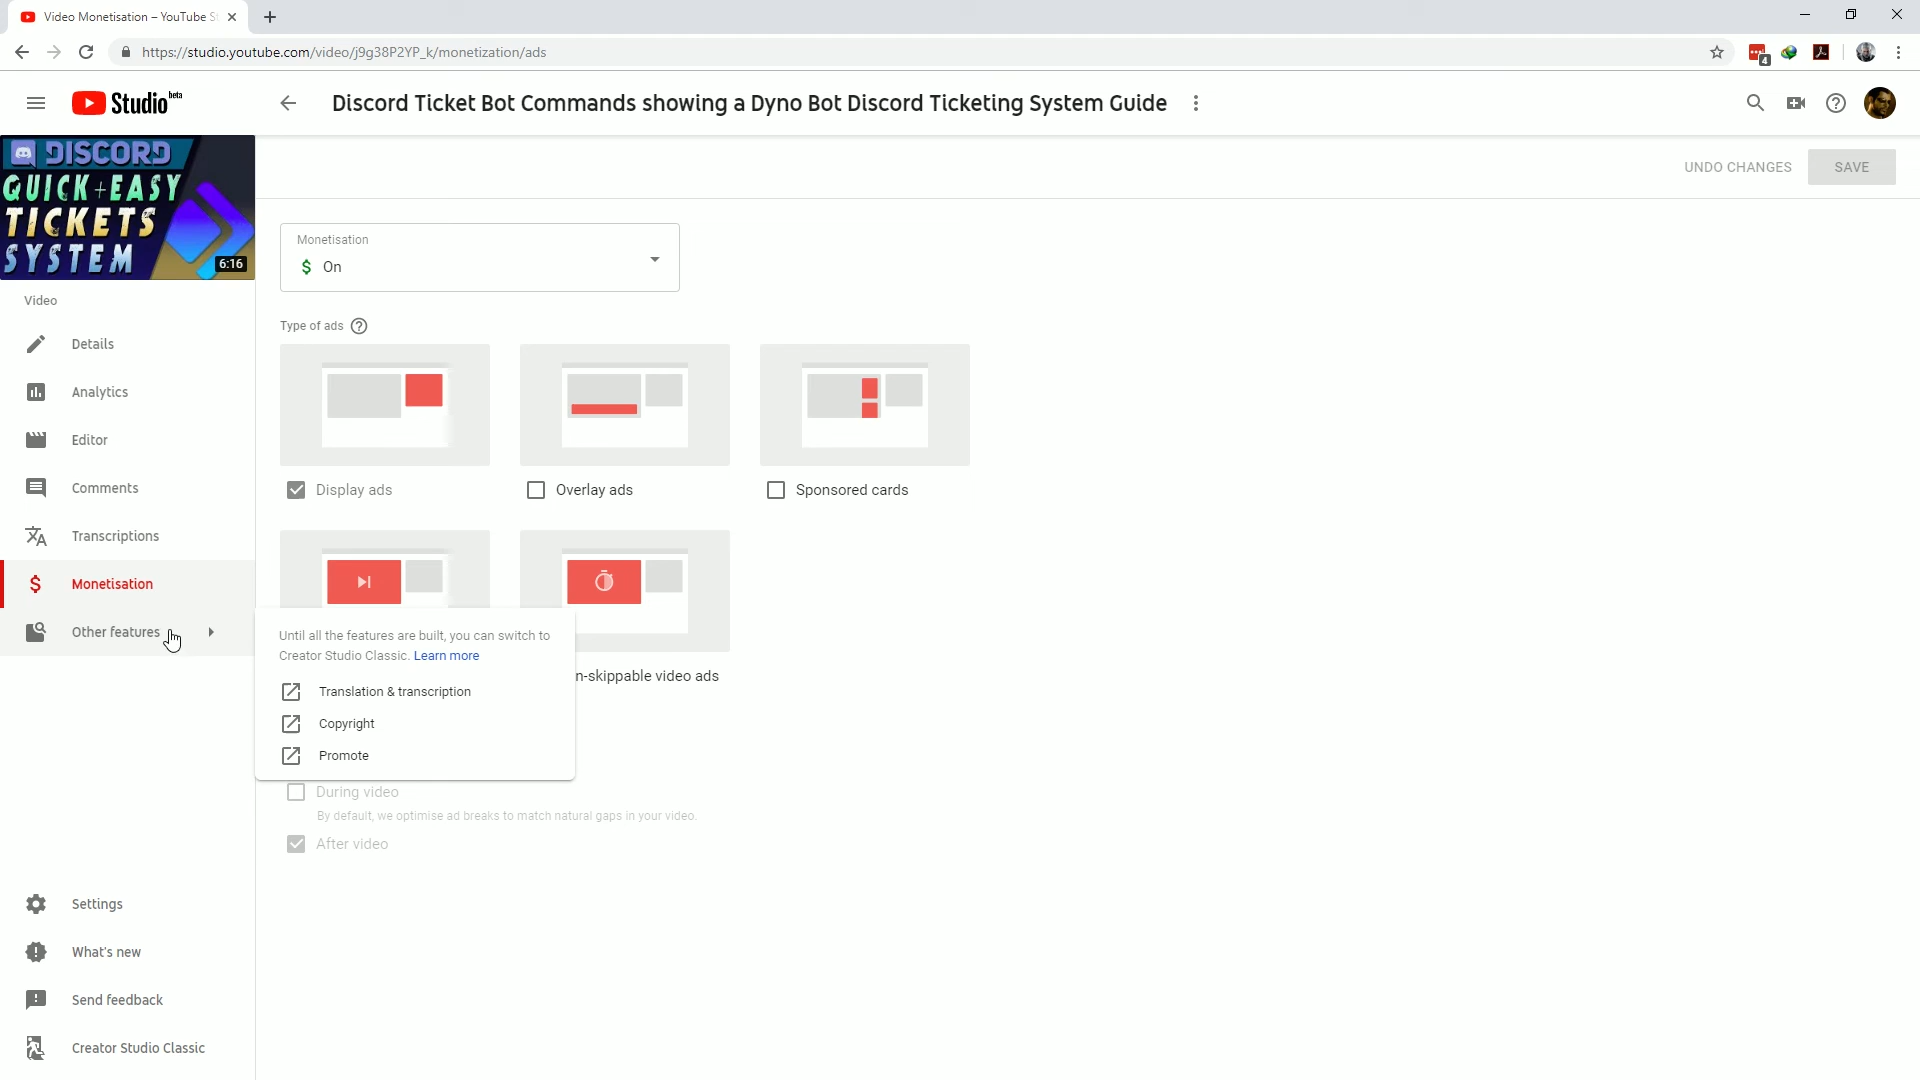 Video Monetisation – YouTube S
https://studio.youtube.com/video/j9g38P2YP_k/monetization/ads
4
Studio beta
Discord Ticket Bot Commands showing a Dyno Bot Discord Ticketing System Guide
DISCORD
QUICK+EASY
TICKETS
SYSTEM
6:16
UNDO CHANGES
SAVE
Video
Details
Analytics
Editor
Comments
Transcriptions
Monetisation
Other features
Settings
What's new
Send feedback
Creator Studio Classic
Monetisation
$ On
Type of ads
Display ads
Overlay ads
Sponsored cards
n-skippable video ads
Until all the features are built, you can switch to
Creator Studio Classic. Learn more
Translation & transcription
Copyright
Promote
During video
By default, we optimise ad breaks to match natural gaps in your video.
After video